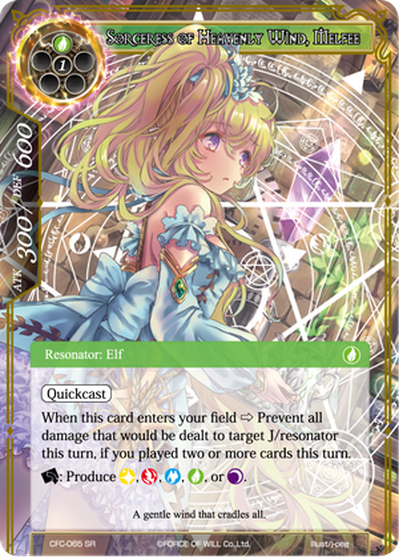 Sorceress of Heavenly Wind, Melfee
1
ATK 300 / DEF 600
Resonator: Elf
Quickcast
When this card enters your field ⇨ Prevent all
damage that would be dealt to target J/resonator
this turn, if you played two or more cards this turn.
: Produce , , , , or .
A gentle wind that cradles all.
CFC-065 SR ©FORCE OF WILL Co.,Ltd. Illust/j-ceg